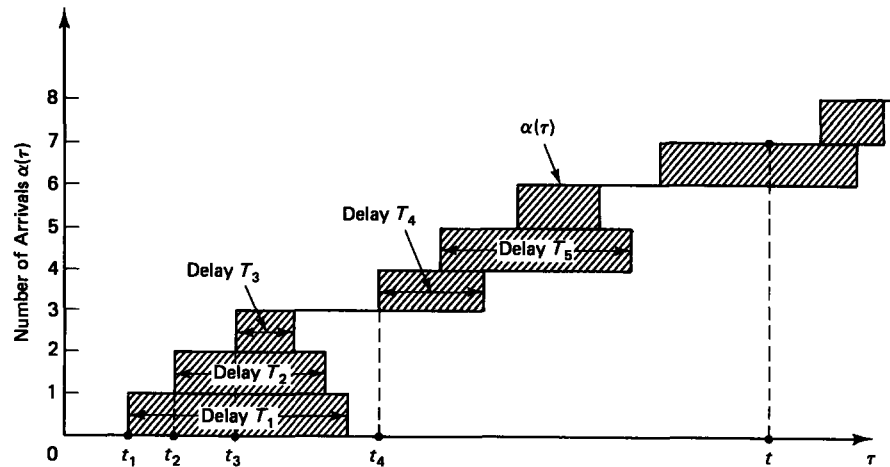 Number of Arrivals α(τ)
8
7
6
5
4
3
2
1
0
α(τ)
Delay T₄
Delay T₅
Delay T₃
Delay T₂
Delay T₁
t₁
t₂
t₃
t₄
t
τ